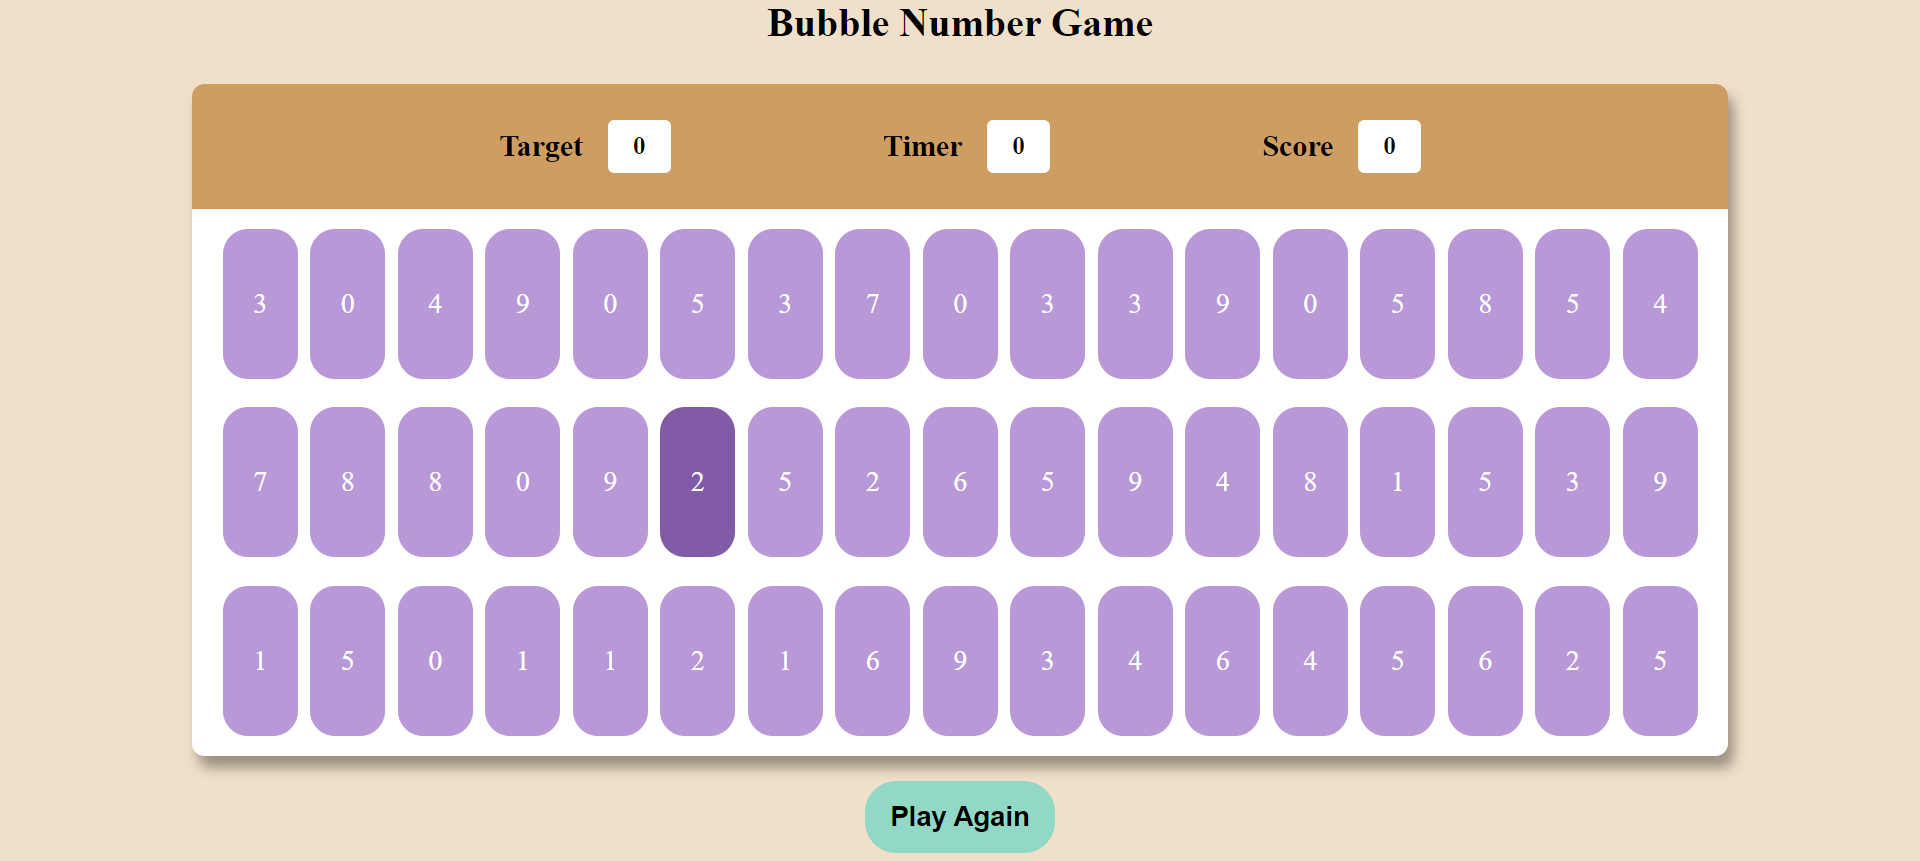 Bubble Number Game
Target 0 Timer 0 Score 0
3 0 4 9 0 5 3 7 0 3 3 9 0 5 8 5 4
7 8 8 0 9 2 5 2 6 5 9 4 8 1 5 3 9
1 5 0 1 1 2 1 6 9 3 4 6 4 5 6 2 5
Play Again